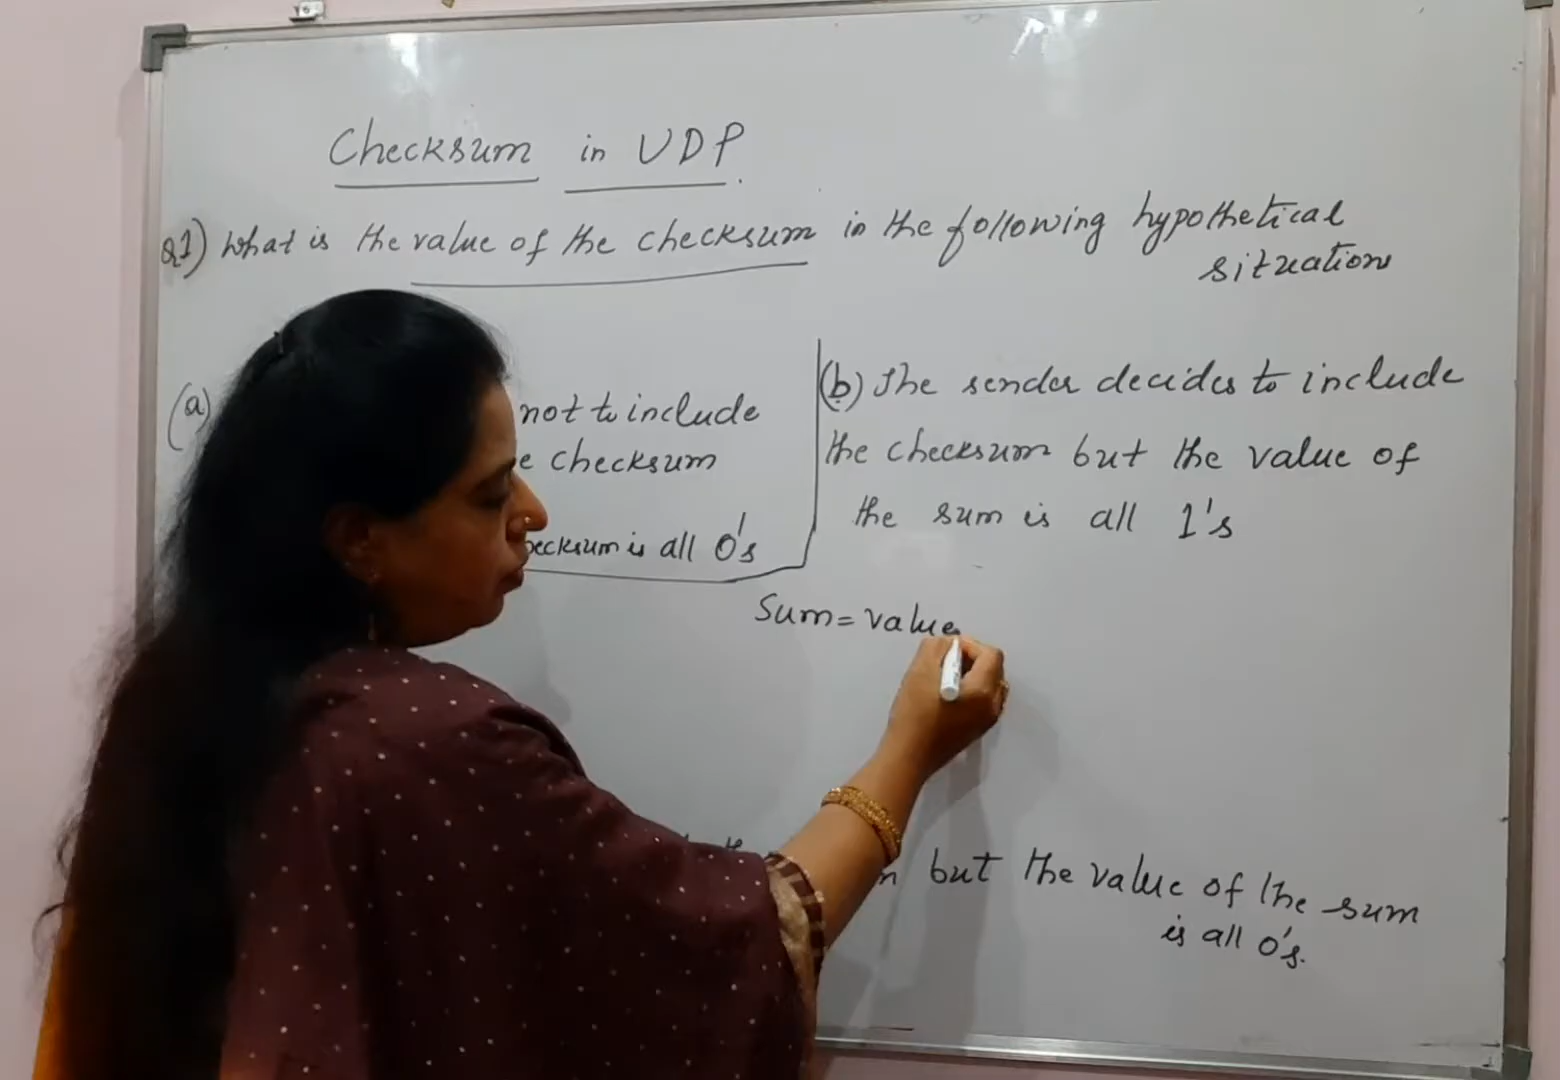 Checksum in UDP.
Q1) What is the value of the checksum in the following hypothetical
situation
(a) not to include
checksum
is all 0's
(b) The sender decides to include
the checksum but the value of
the sum is all 1's
Sum = value
but the value of the sum
is all 0's.